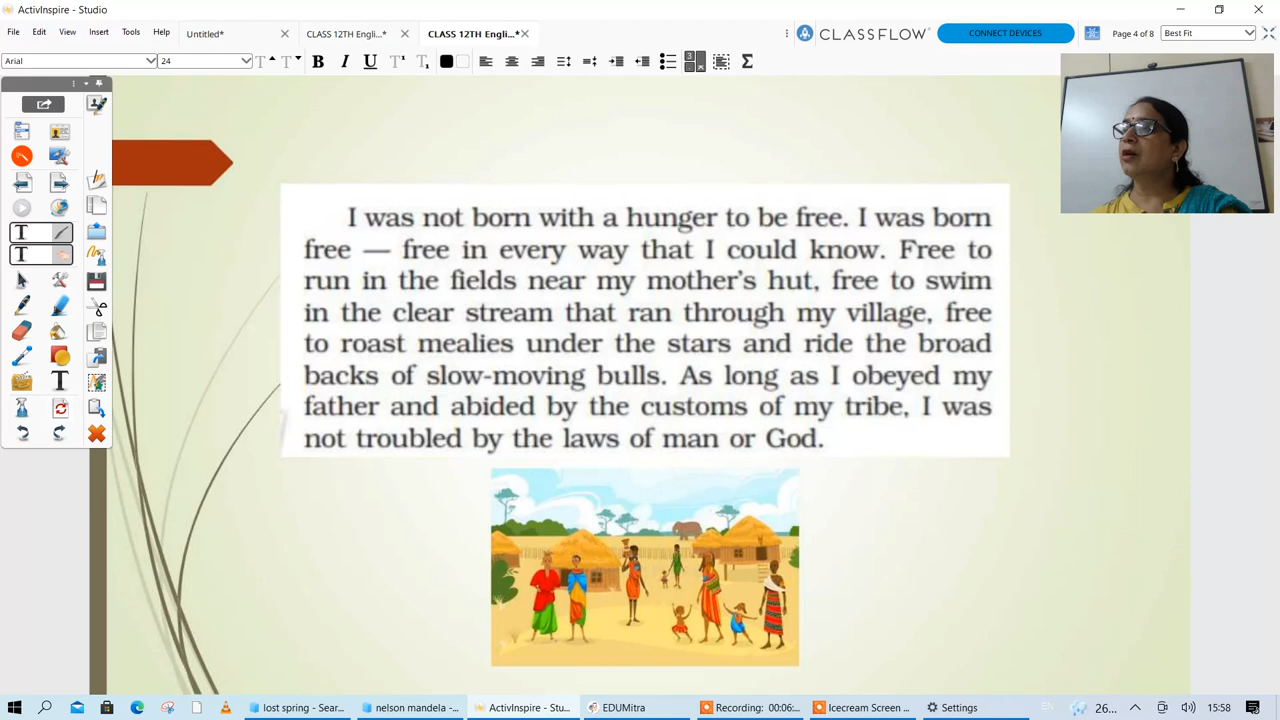 ActivInspire - Studio
File Edit View Insert Tools Help
Untitled*
CLASS 12TH Engli...*
CLASS 12TH Engli...*
CLASSFLOW
CONNECT DEVICES
Page 4 of 8
Best Fit
Arial
24
I was not born with a hunger to be free. I was born
free — free in every way that I could know. Free to
run in the fields near my mother's hut, free to swim
in the clear stream that ran through my village, free
to roast mealies under the stars and ride the broad
backs of slow-moving bulls. As long as I obeyed my
father and abided by the customs of my tribe, I was
not troubled by the laws of man or God.
lost spring - Sear...
nelson mandela - ...
ActivInspire - Stu...
EDUMitra
Recording: 00:06:...
Icecream Screen ...
Settings
EN
26...
15:58